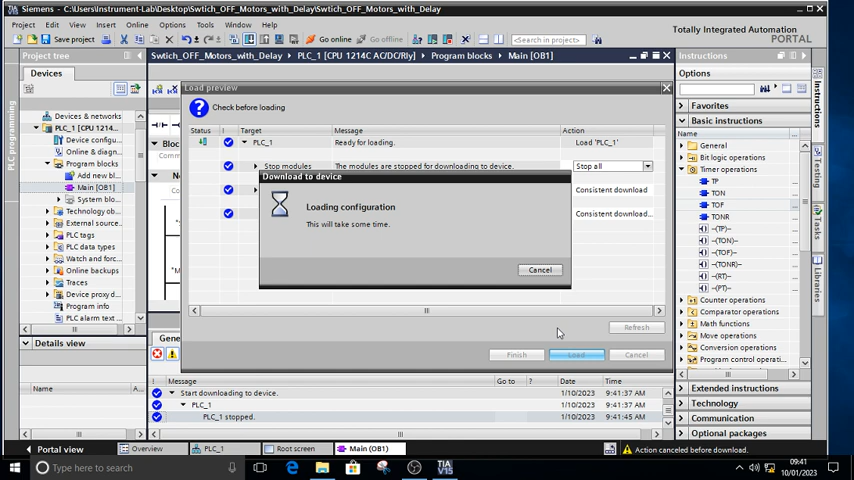 Siemens - C:\Users\Instrument-Lab\Desktop\Swtich_OFF_Motors_with_Delay\Swtich_OFF_Motors_with_Delay
Project Edit View Insert Online Options Tools Window Help
Totally Integrated Automation
PORTAL
Save project
Go online
Go offline
<Search in project>
Project tree
Swtich_OFF_Motors_with_Delay
PLC_1 [CPU 1214C AC/DC/Rly]
Program blocks
Main [OB1]
Instructions
Devices
Options
PLC programming
Devices & networks
PLC_1 [CPU 1214...
Device configu...
Online & diagn...
Program blocks
Add new bl...
Main [OB1]
System bloc...
Technology ob...
External source...
PLC tags
PLC data types
Watch and forc...
Online backups
Traces
Device proxy d...
Program info
PLC alarm text ...
Details view
Name
A...
Load preview
Check before loading
Status ! Target Message Action
PLC_1 Ready for loading. Load 'PLC_1'
Stop modules The modules are stopped for downloading to device. Stop all
Consistent download
Consistent download...
Download to device
Loading configuration
This will take some time.
Cancel
Refresh
Finish
Load
Cancel
! Message Go to ? Date Time
Start downloading to device. 1/10/2023 9:41:37 AM
PLC_1 1/10/2023 9:41:37 AM
PLC_1 stopped. 1/10/2023 9:41:45 AM
Favorites
Basic instructions
Name
General
Bit logic operations
Timer operations
TP
TON
TOF
TONR
–(TP)–
–(TON)–
–(TOF)–
–(TONR)–
–(RT)–
–(PT)–
Counter operations
Comparator operations
Math functions
Move operations
Conversion operations
Program control operati...
Extended instructions
Technology
Communication
Optional packages
Instructions
Testing
Tasks
Libraries
Portal view
Overview
PLC_1
Root screen
Main (OB1)
Action canceled before download.
Type here to search
TIA
V15
09:41
10/01/2023